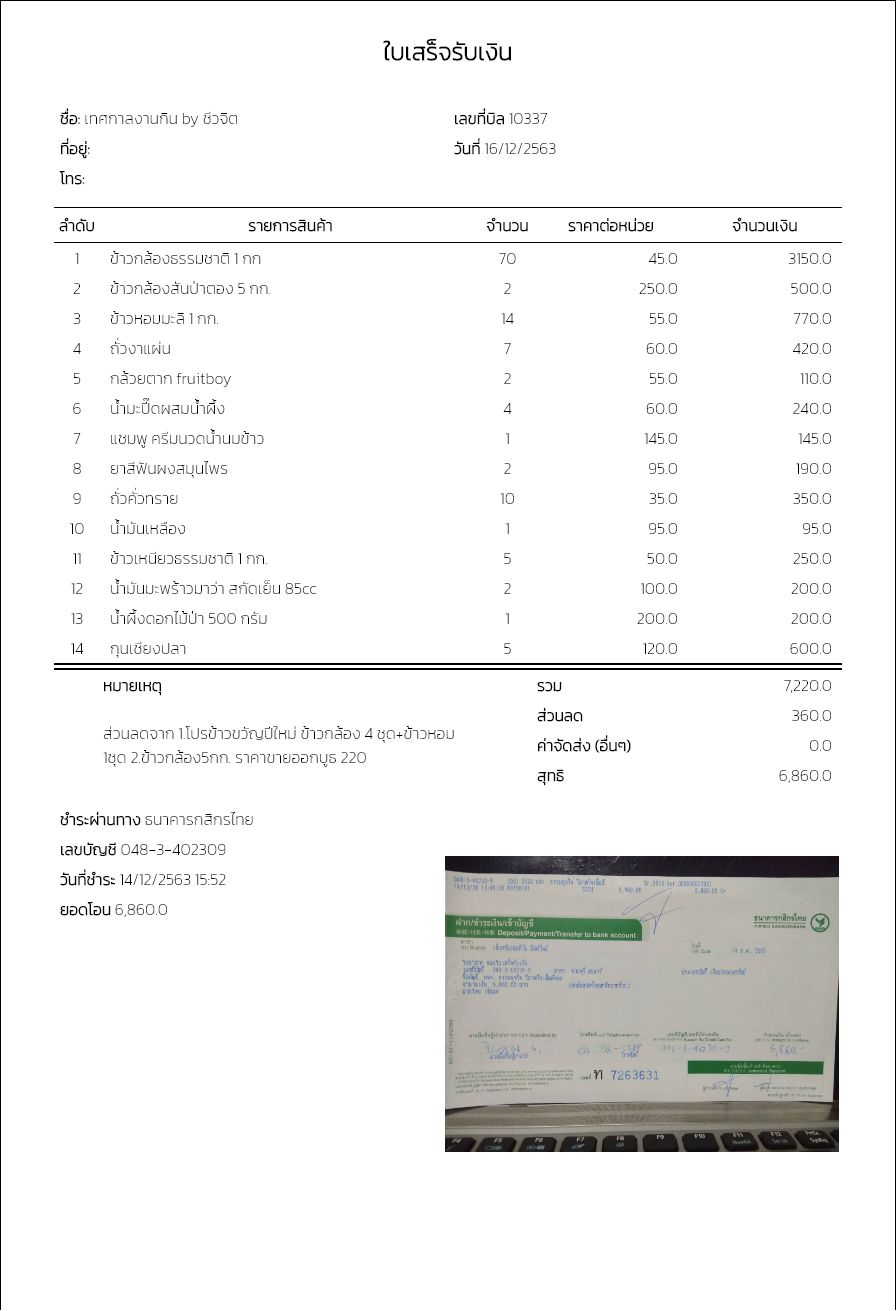 ใบเสร็จรับเงิน
ชื่อ: เทศกาลงานกิน by ชีวจิต เลขที่บิล 10337
ที่อยู่: วันที่ 16/12/2563
โทร:
ลำดับ รายการสินค้า จำนวน ราคาต่อหน่วย จำนวนเงิน
1 ข้าวกล้องธรรมชาติ 1 กก 70 45.0 3150.0
2 ข้าวกล้องสันป่าตอง 5 กก. 2 250.0 500.0
3 ข้าวหอมมะลิ 1 กก. 14 55.0 770.0
4 ถั่วงาแผ่น 7 60.0 420.0
5 กล้วยตาก fruitboy 2 55.0 110.0
6 น้ำมะปี๊ดผสมน้ำผึ้ง 4 60.0 240.0
7 แชมพู ครีมนวดน้ำนมข้าว 1 145.0 145.0
8 ยาสีฟันผงสมุนไพร 2 95.0 190.0
9 ถั่วคั่วทราย 10 35.0 350.0
10 น้ำมันเหลือง 1 95.0 95.0
11 ข้าวเหนียวธรรมชาติ 1 กก. 5 50.0 250.0
12 น้ำมันมะพร้าวมาว่า สกัดเย็น 85cc 2 100.0 200.0
13 น้ำผึ้งดอกไม้ป่า 500 กรัม 1 200.0 200.0
14 กุนเชียงปลา 5 120.0 600.0
หมายเหตุ รวม 7,220.0
ส่วนลด 360.0
ส่วนลดจาก 1.โปรข้าวขวัญปีใหม่ ข้าวกล้อง 4 ชุด+ข้าวหอม
ค่าจัดส่ง (อื่นๆ) 0.0
1ชุด 2.ข้าวกล้อง5กก. ราคาขายออกบูธ 220
สุทธิ 6,860.0
ชำระผ่านทาง ธนาคารกสิกรไทย
เลขบัญชี 048-3-402309
วันที่ชำระ 14/12/2563 15:52
ยอดโอน 6,860.0
ธนาคารกสิกรไทย
ฝาก/ชำระเงิน/เข้าบัญชี
Deposit/Payment/Transfer to bank account
เลขที่ ท 7263631
F4 F5 F6 F7 F8 F9 F10 F11 F12